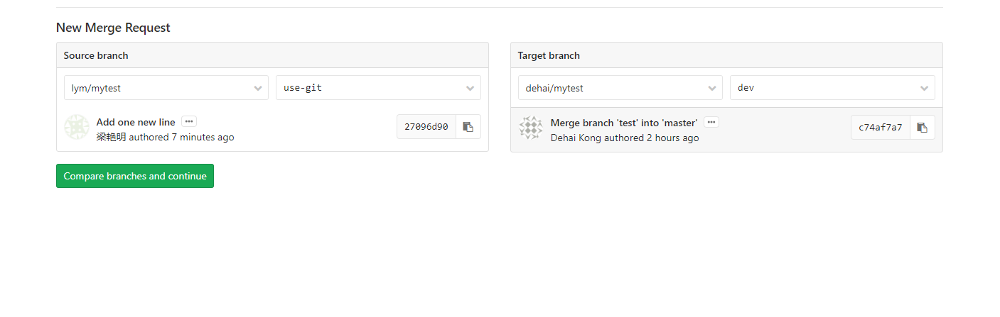 New Merge Request
Source branch
lym/mytest
use-git
Add one new line
梁艳明 authored 7 minutes ago
27096d90
Target branch
dehai/mytest
dev
Merge branch 'test' into 'master'
Dehai Kong authored 2 hours ago
c74af7a7
Compare branches and continue